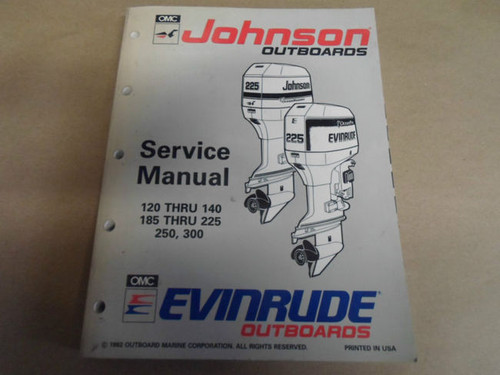 OMC
Johnson
OUTBOARDS
225
Johnson
225
EVINRUDE
Service
Manual
120 THRU 140
185 THRU 225
250, 300
OMC
EVINRUDE
OUTBOARDS
© 1992 OUTBOARD MARINE CORPORATION. ALL RIGHTS RESERVED.
PRINTED IN USA